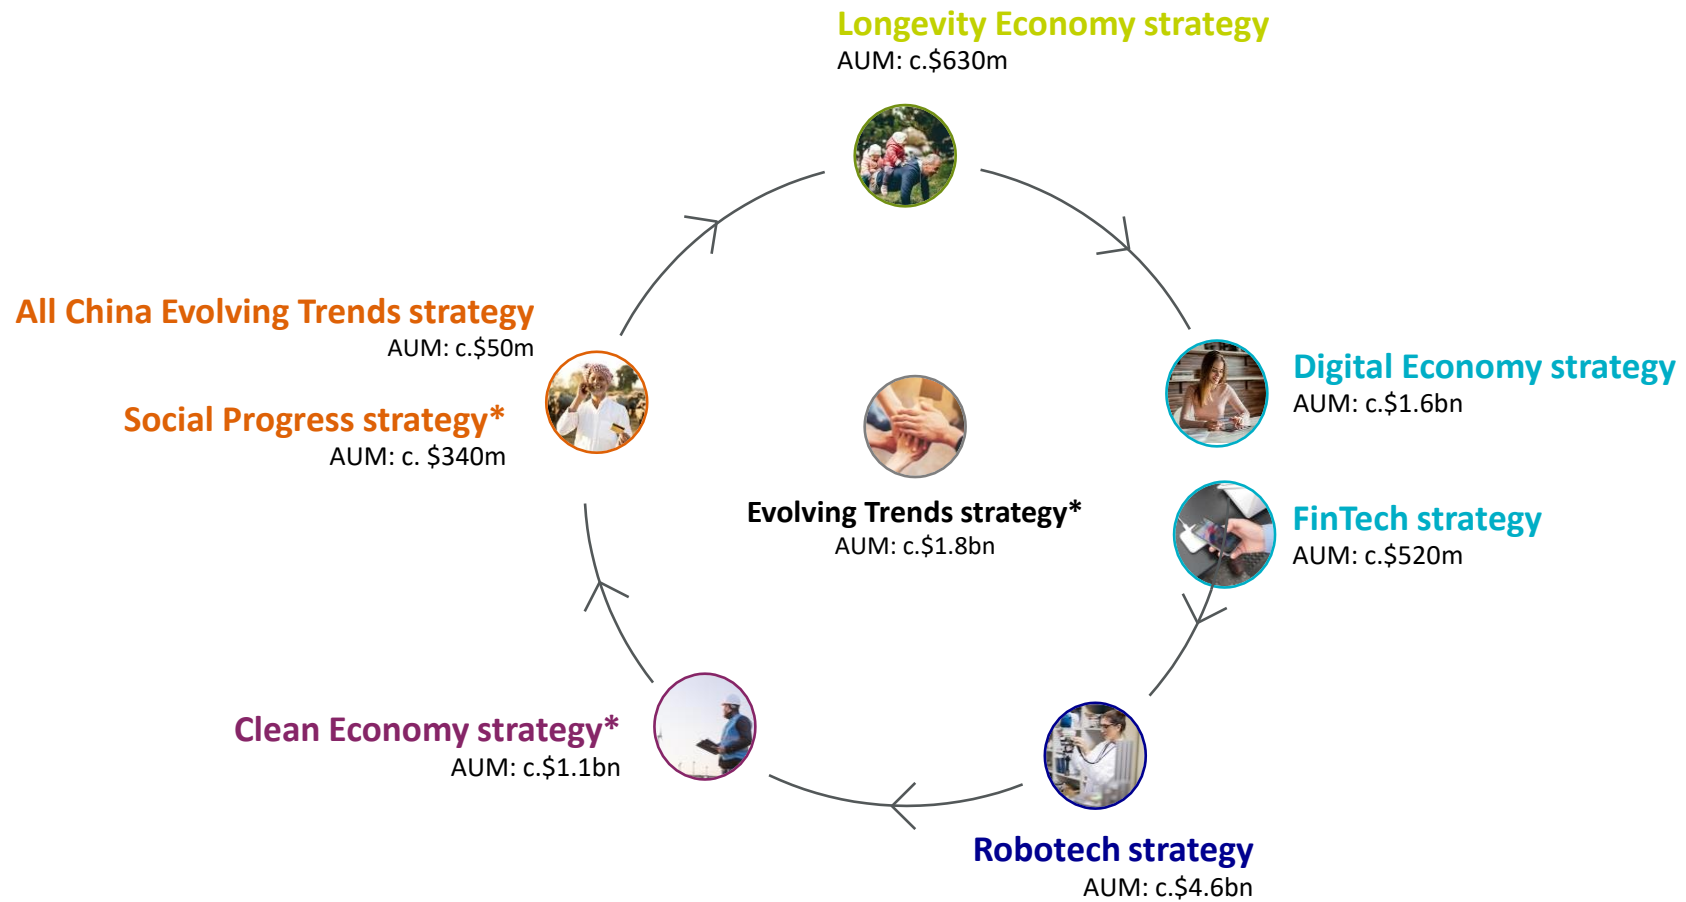 Longevity Economy strategy
AUM: c.$630m
All China Evolving Trends strategy
AUM: c.$50m
Social Progress strategy*
AUM: c. $340m
Digital Economy strategy
AUM: c.$1.6bn
Evolving Trends strategy*
AUM: c.$1.8bn
FinTech strategy
AUM: c.$520m
Clean Economy strategy*
AUM: c.$1.1bn
Robotech strategy
AUM: c.$4.6bn